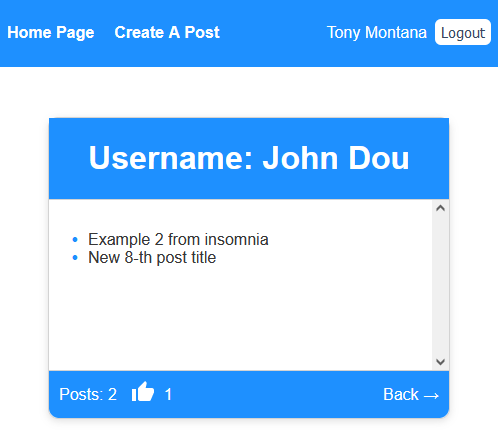 Home Page Create A Post Tony Montana Logout
Username: John Dou
• Example 2 from insomnia
• New 8-th post title
Posts: 2 1 Back →